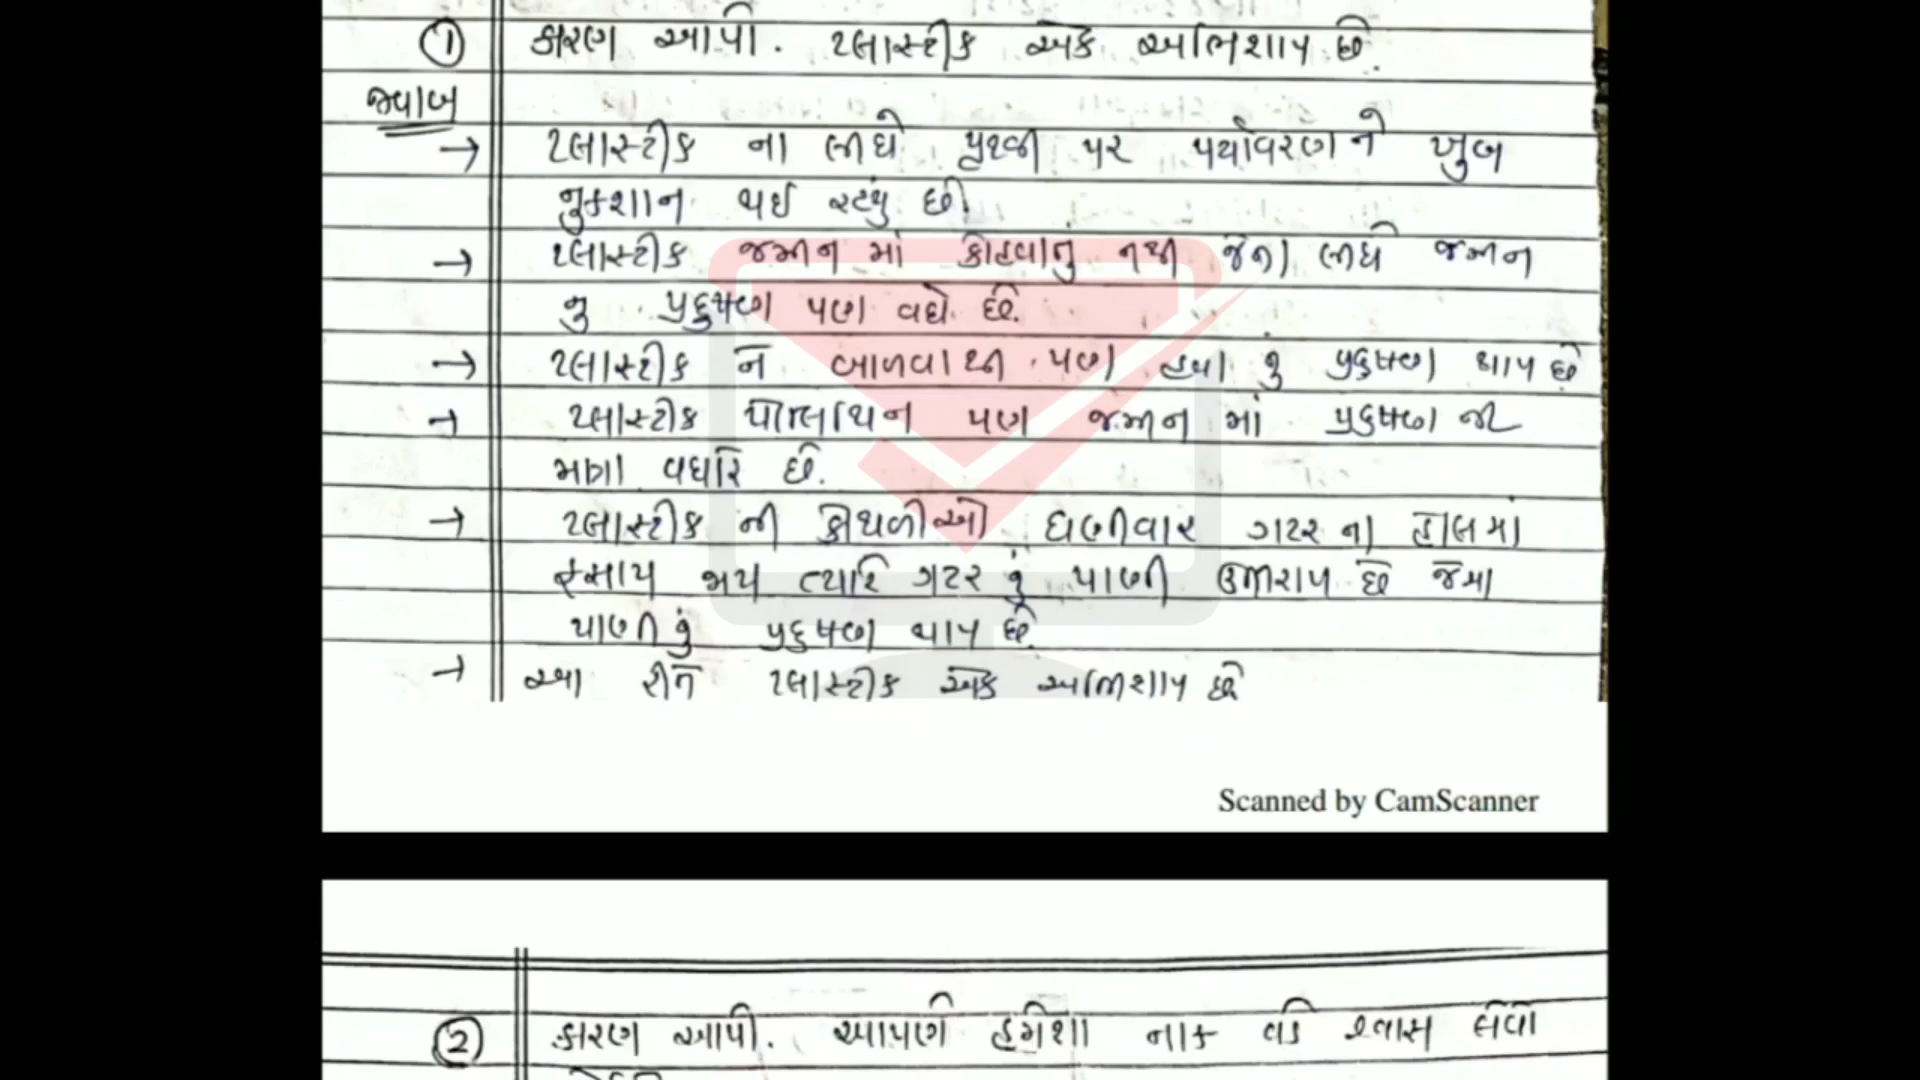 ① કારણ આપો. પ્લાસ્ટીક એક અભિશાપ છે.
જવાબ
→ પ્લાસ્ટીક ના લીધે પૃથ્વી પર પર્યાવરણ ને ખુબ
નુકશાન થઈ રહ્યુ છે.
→ પ્લાસ્ટીક જમીન માં કોહવાનું નથી જેના લીધે જમીન
નુ પ્રદુષણ પણ વધે છે.
→ પ્લાસ્ટીક ને બાળવાથી પણ હવા નું પ્રદુષણ થાય છે
→ પ્લાસ્ટીક પોલિથિન પણ જમીન માં પ્રદુષણ ની
માત્રા વધારે છે.
→ પ્લાસ્ટીક ની કોથળીઓ ઘણીવાર ગટર ના હાલમાં
ફસાય જાય ત્યારે ગટર નું પાણી ઉભરાય છે જેમા
પાણી નું પ્રદુષણ થાય છે.
→ આ રીતે પ્લાસ્ટીક એક અભિશાપ છે
Scanned by CamScanner
② કારણ આપો. આપણે હંમેશા નાક વડે શ્વાસ લેવો